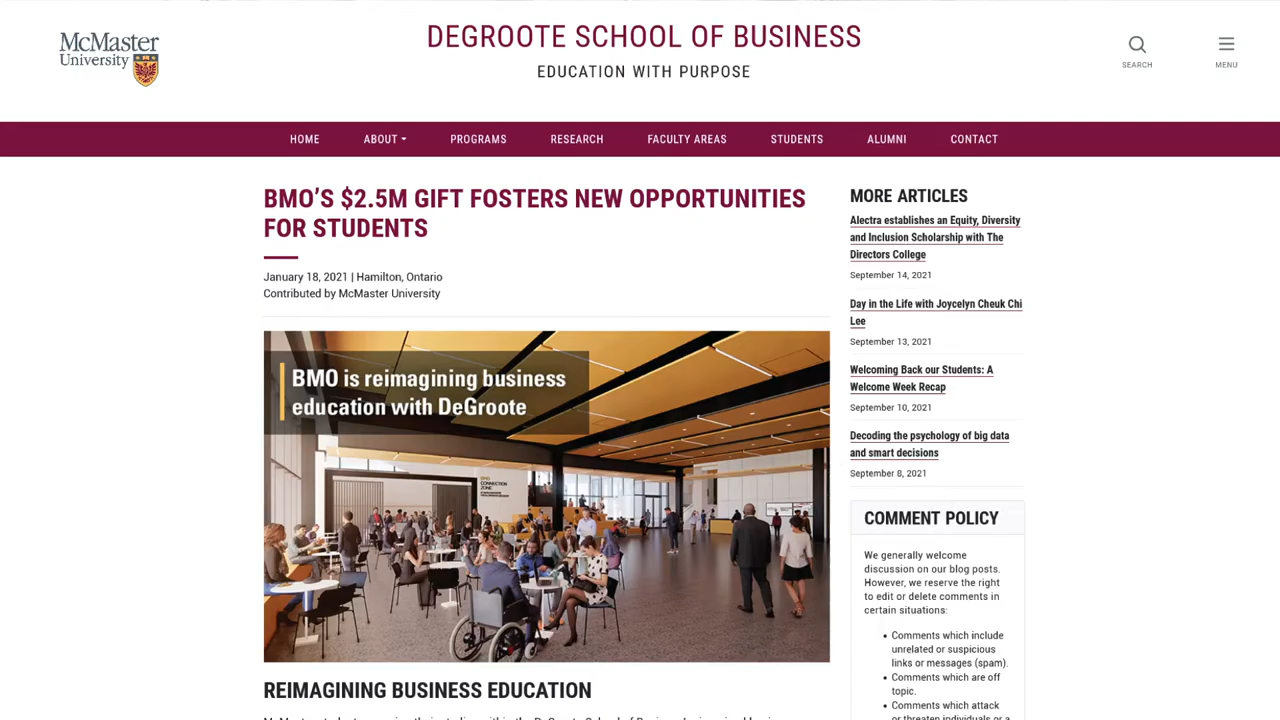 McMaster
University
DEGROOTE SCHOOL OF BUSINESS
EDUCATION WITH PURPOSE
SEARCH
MENU
HOME
ABOUT
PROGRAMS
RESEARCH
FACULTY AREAS
STUDENTS
ALUMNI
CONTACT
BMO’S $2.5M GIFT FOSTERS NEW OPPORTUNITIES
FOR STUDENTS
January 18, 2021 | Hamilton, Ontario
Contributed by McMaster University
BMO is reimagining business
education with DeGroote
BMO
CONNECTION
ZONE
REIMAGINING BUSINESS EDUCATION
MORE ARTICLES
Alectra establishes an Equity, Diversity
and Inclusion Scholarship with The
Directors College
September 14, 2021
Day in the Life with Joycelyn Cheuk Chi
Lee
September 13, 2021
Welcoming Back our Students: A
Welcome Week Recap
September 10, 2021
Decoding the psychology of big data
and smart decisions
September 8, 2021
COMMENT POLICY
We generally welcome
discussion on our blog posts.
However, we reserve the right
to edit or delete comments in
certain situations:
• Comments which include
unrelated or suspicious
links or messages (spam).
• Comments which are off
topic.
• Comments which attack
or threaten individuals or a